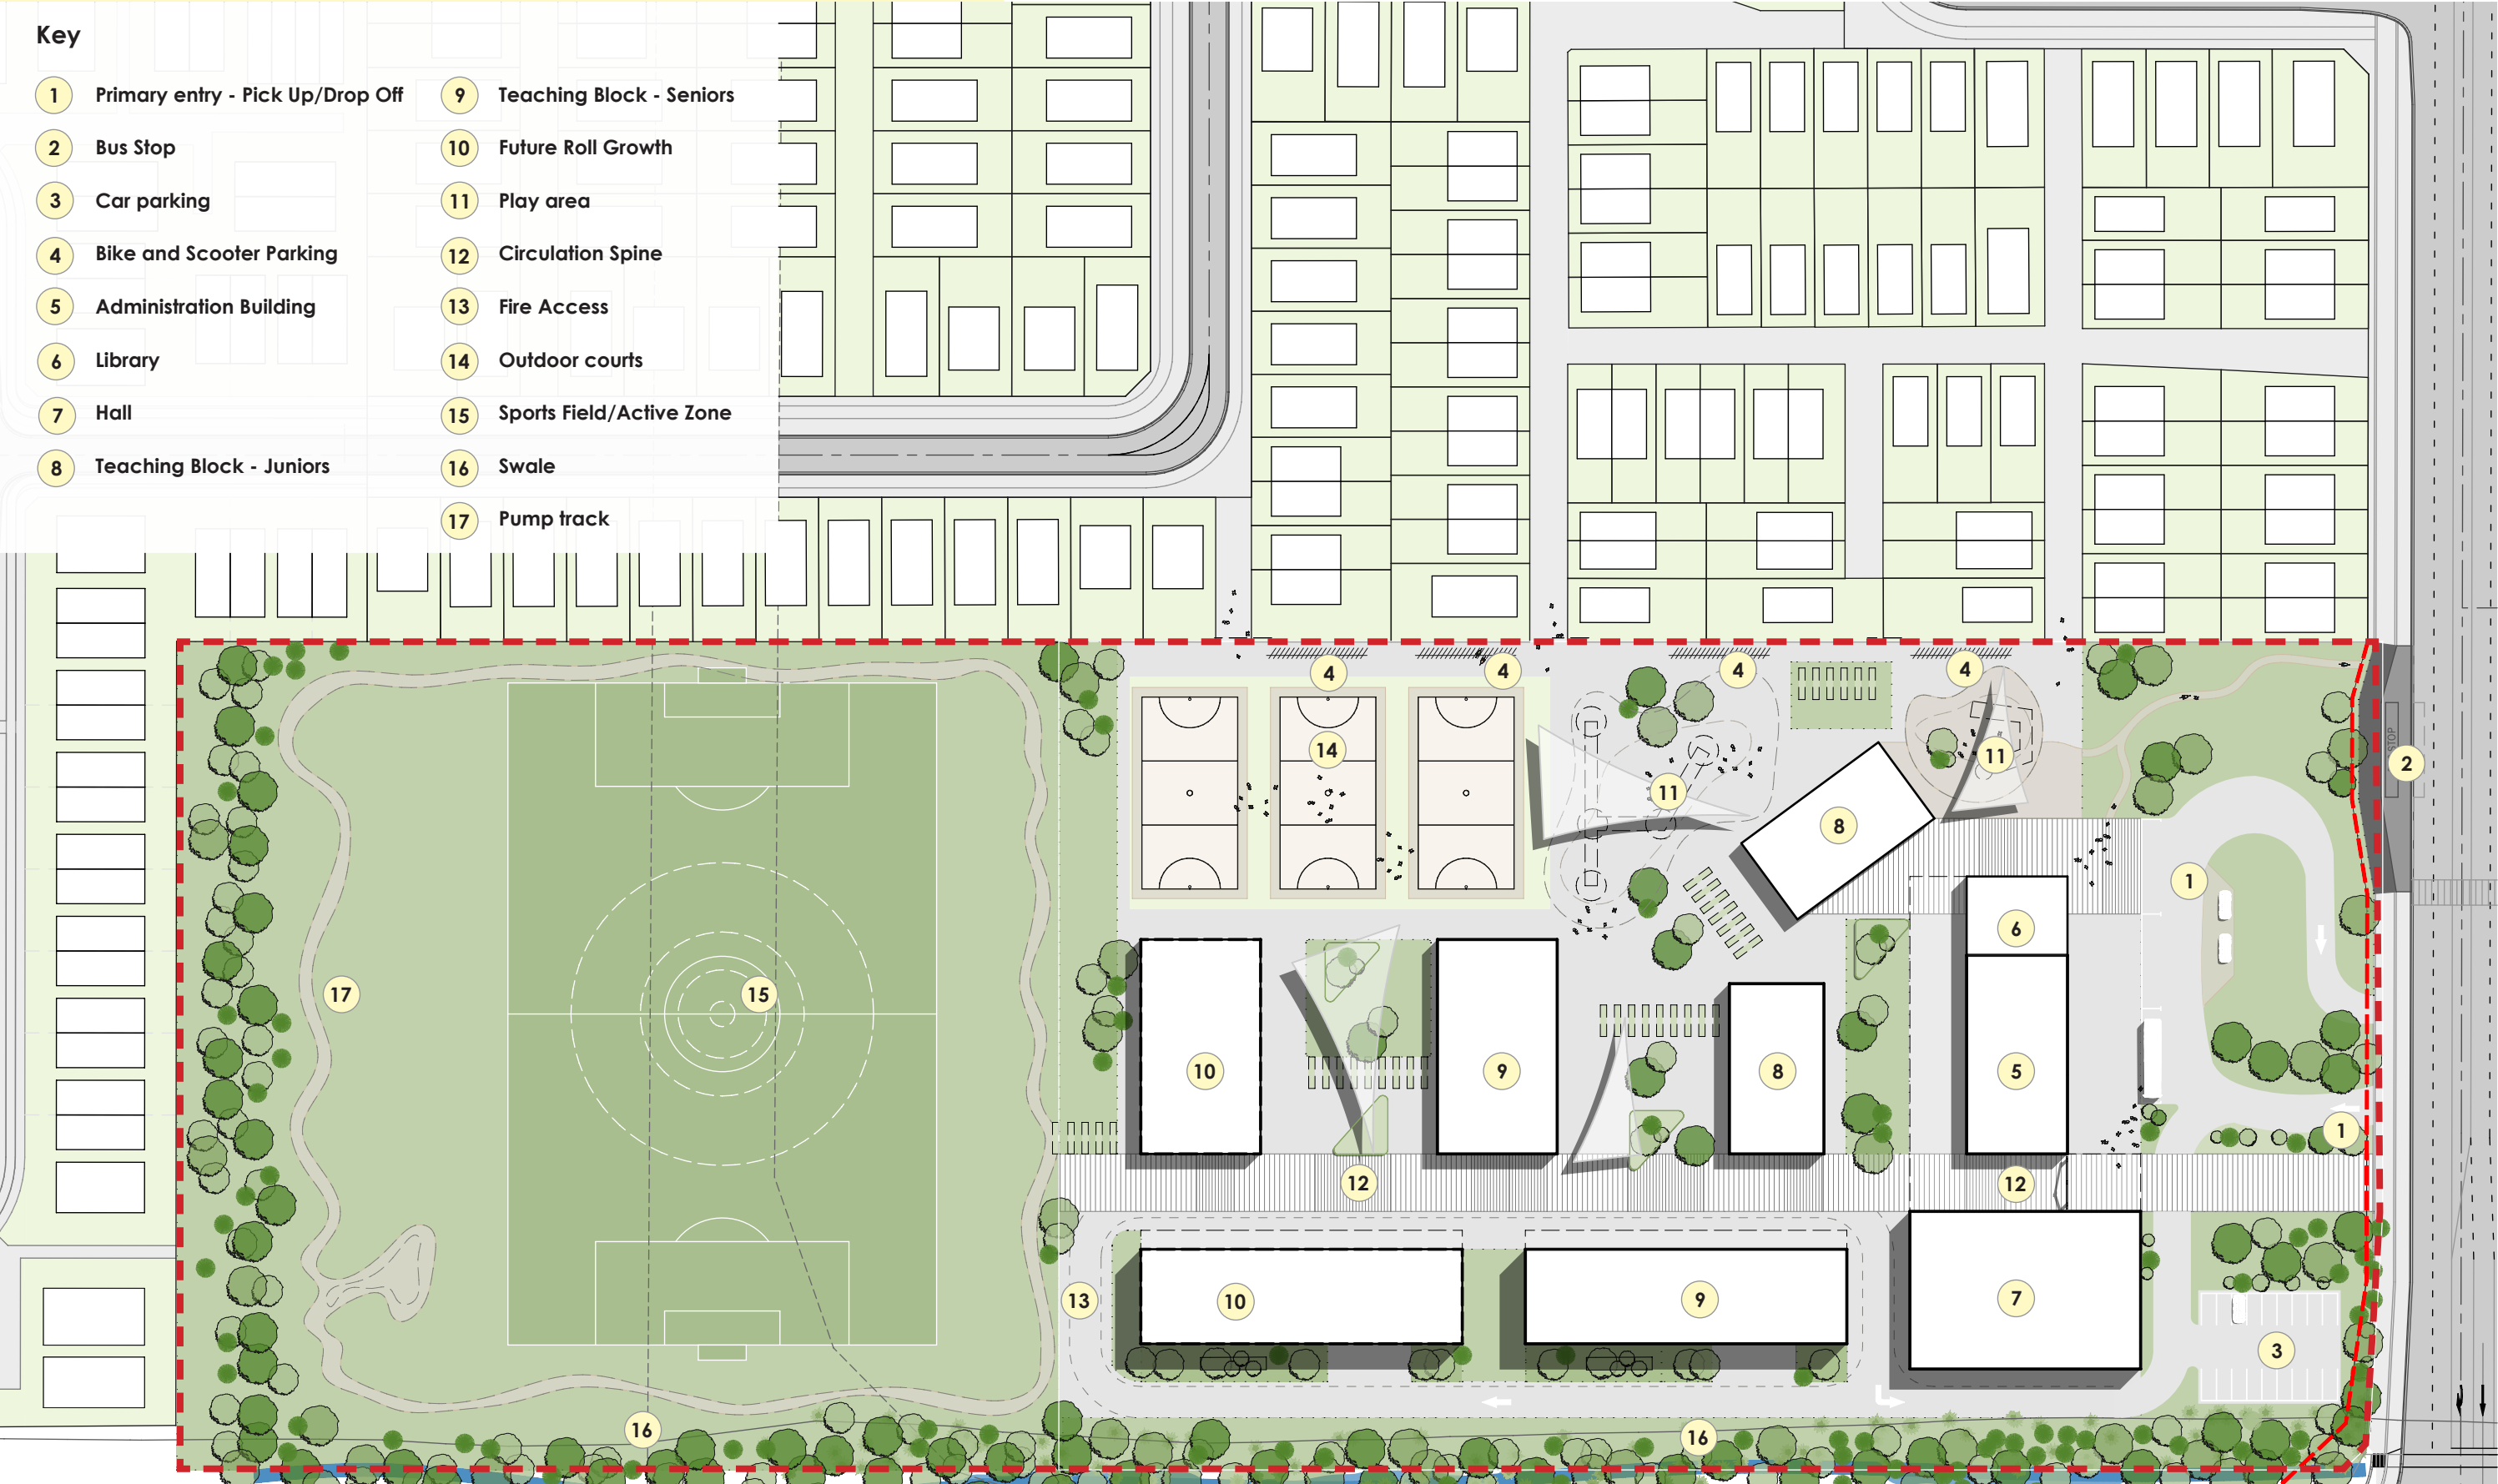 Key
1 Primary entry - Pick Up/Drop Off
2 Bus Stop
3 Car parking
4 Bike and Scooter Parking
5 Administration Building
6 Library
7 Hall
8 Teaching Block - Juniors
9 Teaching Block - Seniors
10 Future Roll Growth
11 Play area
12 Circulation Spine
13 Fire Access
14 Outdoor courts
15 Sports Field/Active Zone
16 Swale
17 Pump track
4 4 4 4
14
11
11
STOP
2
8
1
6
17
15
10
9
8
5
1
12
12
13
10
9
7
3
16
16